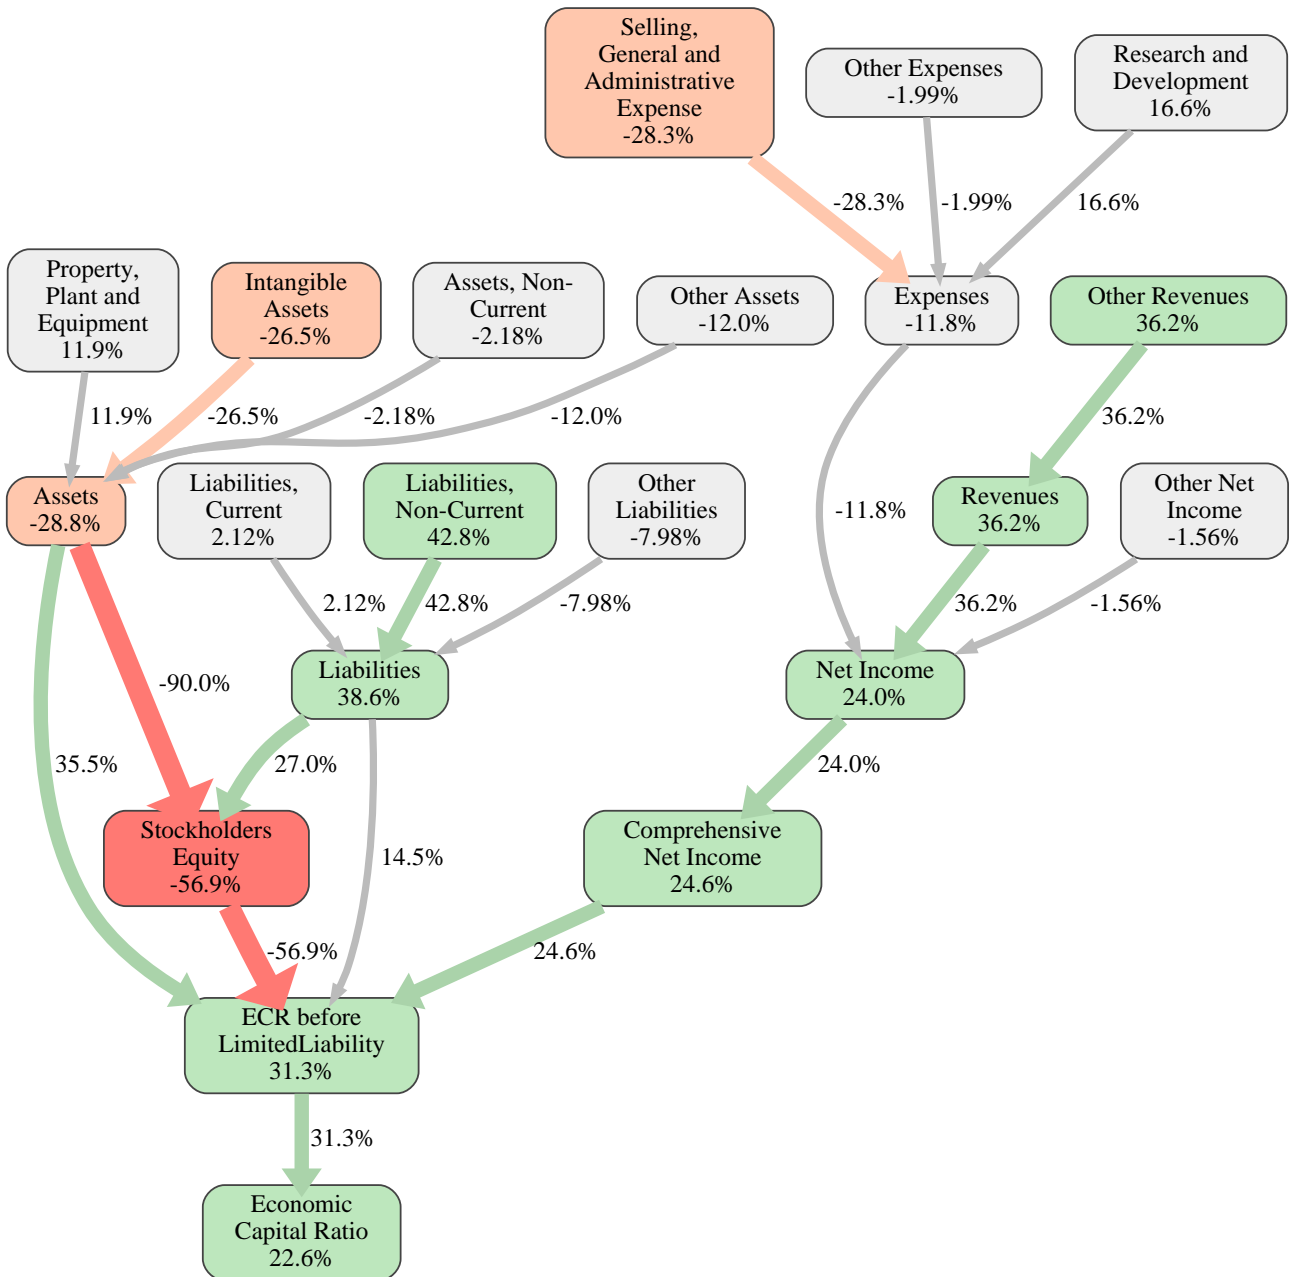 Selling,
General and
Administrative
Expense
-28.3%
Other Expenses
-1.99%
Research and
Development
16.6%
-28.3%
-1.99%
16.6%
Property,
Plant and
Equipment
11.9%
Intangible
Assets
-26.5%
Assets, Non-
Current
-2.18%
Other Assets
-12.0%
Expenses
-11.8%
Other Revenues
36.2%
11.9%
-26.5%
-2.18%
-12.0%
36.2%
Assets
-28.8%
Liabilities,
Current
2.12%
Liabilities,
Non-Current
42.8%
Other
Liabilities
-7.98%
-11.8%
Revenues
36.2%
Other Net
Income
-1.56%
2.12%
42.8%
-7.98%
36.2%
-1.56%
-90.0%
Liabilities
38.6%
Net Income
24.0%
35.5%
27.0%
24.0%
Stockholders
Equity
-56.9%
14.5%
Comprehensive
Net Income
24.6%
-56.9%
24.6%
ECR before
LimitedLiability
31.3%
31.3%
Economic
Capital Ratio
22.6%